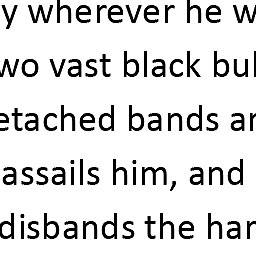 y wherever he w
wo vast black bul
etached bands ar
assails him, and
disbands the har